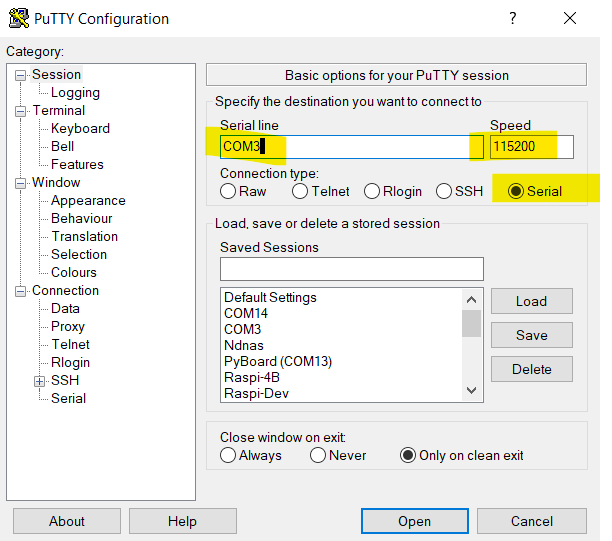 PuTTY Configuration
?
Category:
Session
Logging
Terminal
Keyboard
Bell
Features
Window
Appearance
Behaviour
Translation
Selection
Colours
Connection
Data
Proxy
Telnet
Rlogin
SSH
Serial
Basic options for your PuTTY session
Specify the destination you want to connect to
Serial line Speed
COM3 115200
Connection type:
Raw Telnet Rlogin SSH Serial
Load, save or delete a stored session
Saved Sessions
Default Settings
COM14
COM3
Ndnas
PyBoard (COM13)
Raspi-4B
Raspi-Dev
Load
Save
Delete
Close window on exit:
Always Never Only on clean exit
About Help Open Cancel